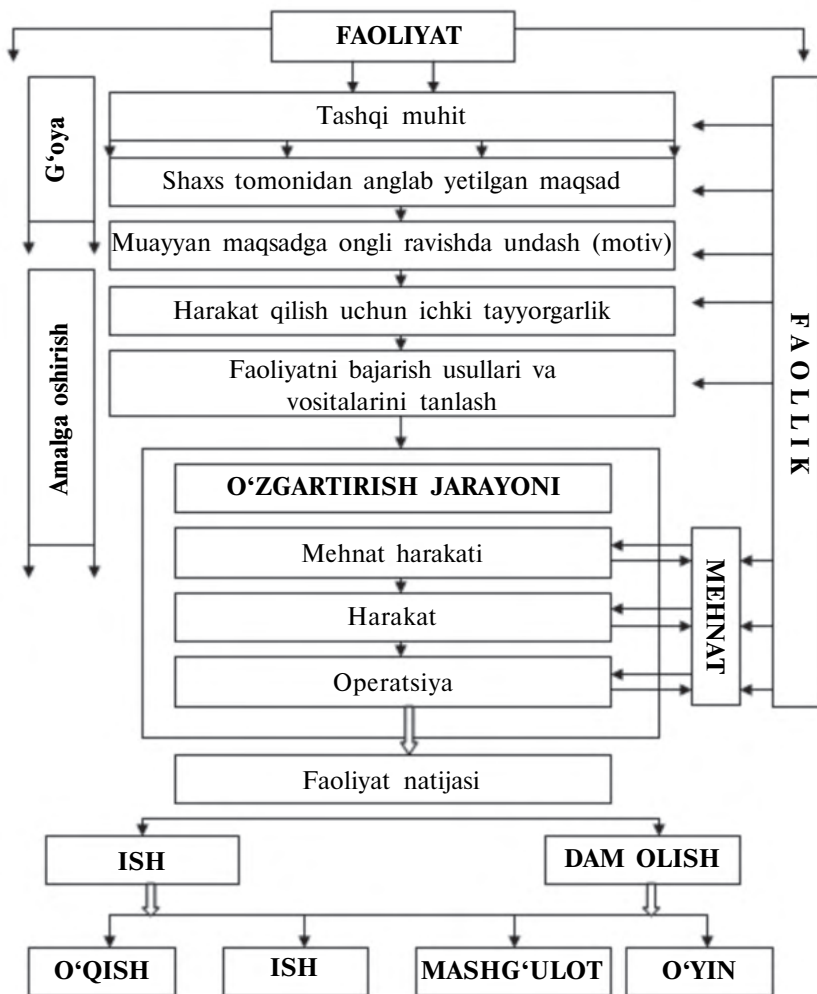 FAOLIYAT
G‘oya
Tashqi muhit
Shaxs tomonidan anglab yetilgan maqsad
Muayyan maqsadga ongli ravishda undash (motiv)
Amalga oshirish
Harakat qilish uchun ichki tayyorgarlik
Faoliyatni bajarish usullari va
vositalarini tanlash
FAOLLIK
O‘ZGARTIRISH JARAYONI
Mehnat harakati
Harakat
Operatsiya
MEHNAT
Faoliyat natijasi
ISH
DAM OLISH
O‘QISH
ISH
MASHG‘ULOT
O‘YIN